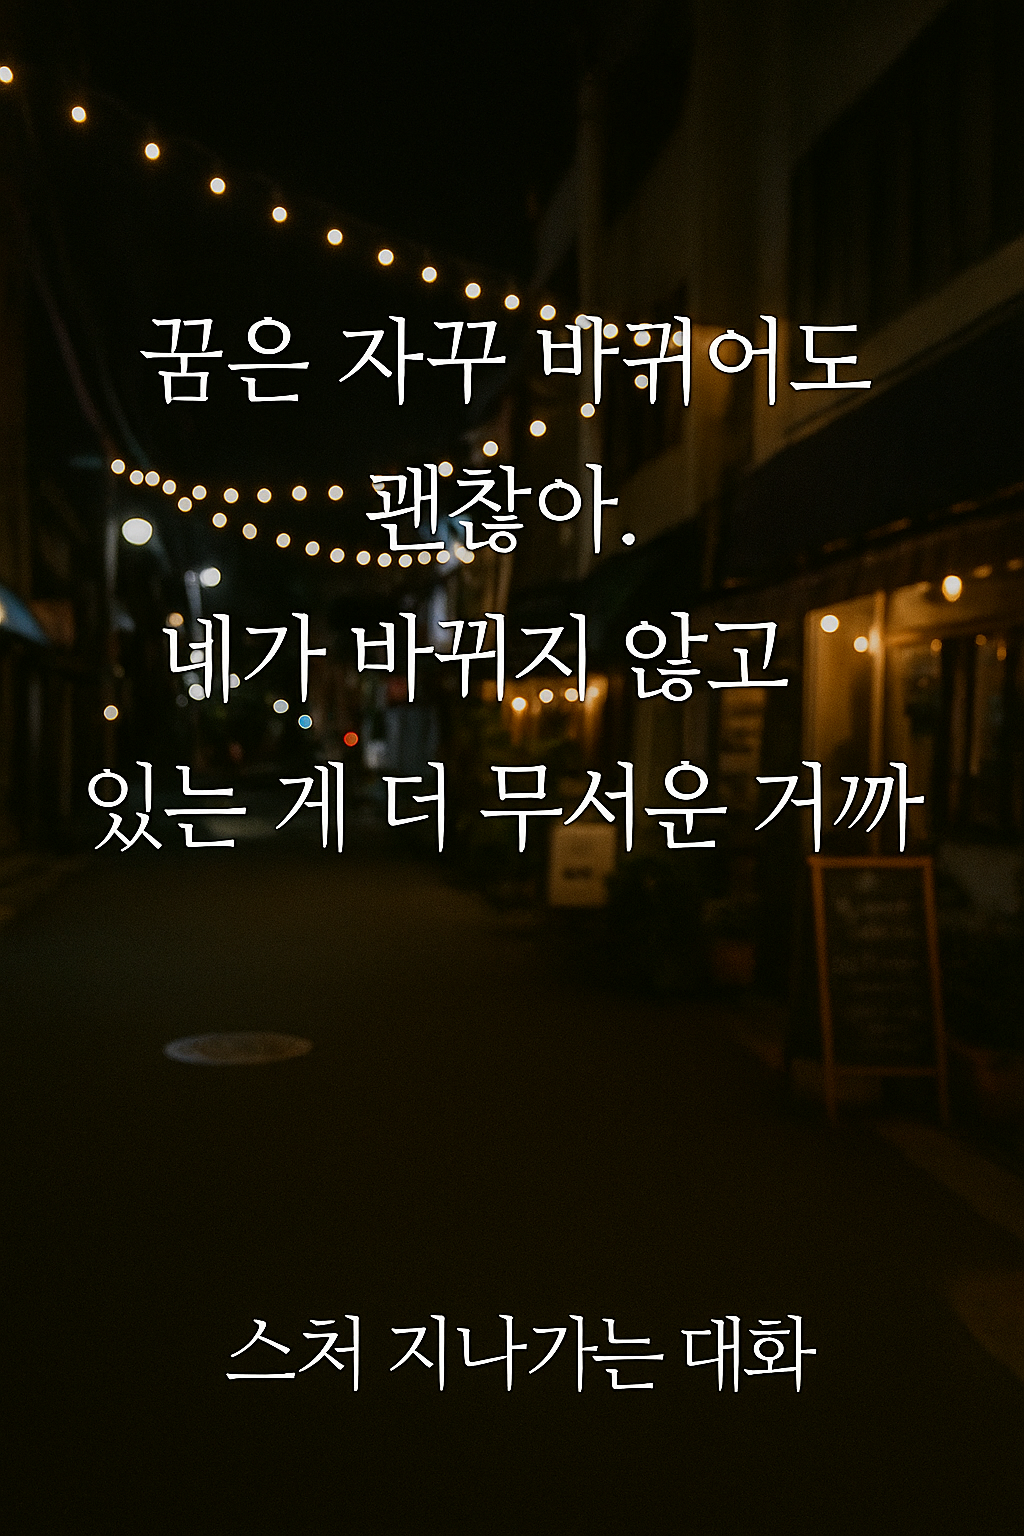 꿈은 자꾸 바뀌어도
괜찮아.
네가 바뀌지 않고
있는 게 더 무서운 거까
스처 지나가는 대화